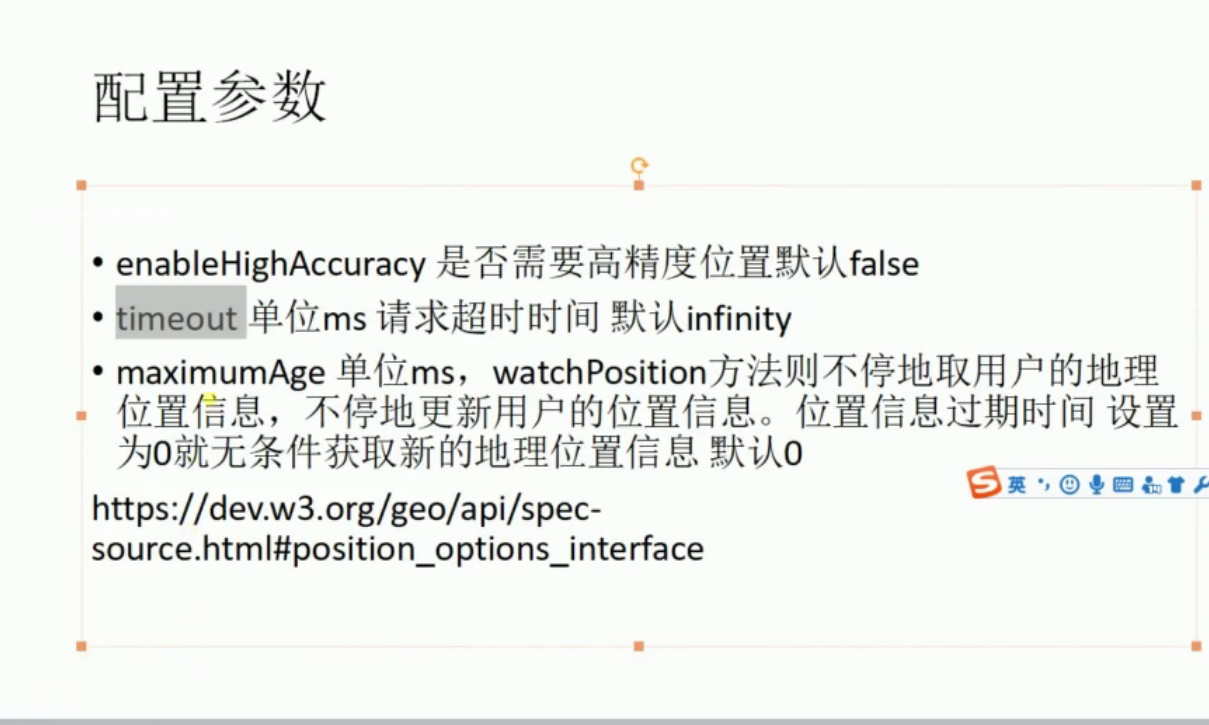 配置参数
• enableHighAccuracy 是否需要高精度位置默认false
• timeout 单位ms 请求超时时间 默认infinity
• maximumAge 单位ms，watchPosition方法则不停地取用户的地理
位置信息，不停地更新用户的位置信息。位置信息过期时间 设置
为0就无条件获取新的地理位置信息 默认0
https://dev.w3.org/geo/api/spec-
source.html#position_options_interface
英